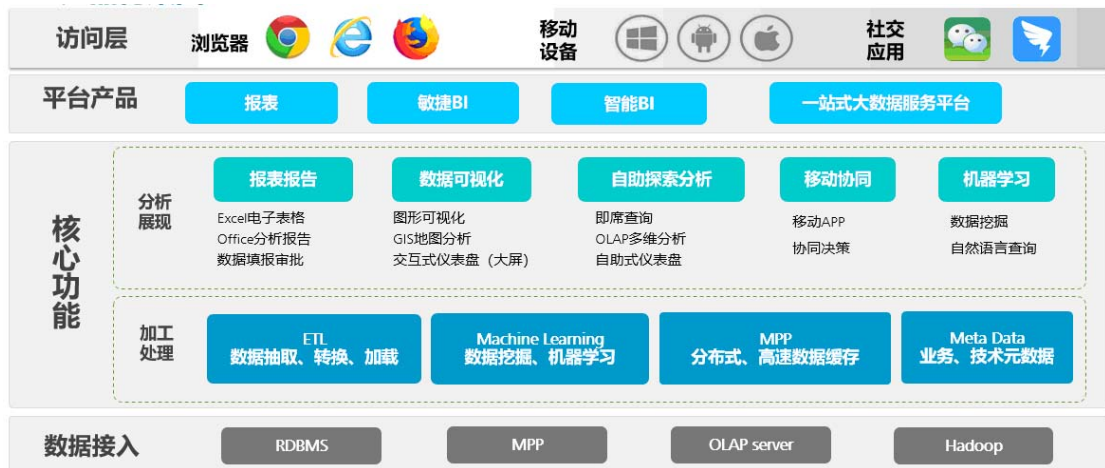 访问层
浏览器
移动
设备
社交
应用
平台产品
报表
敏捷BI
智能BI
一站式大数据服务平台
核心功能
分析
展现
报表报告
Excel电子表格
Office分析报告
数据填报审批
数据可视化
图形可视化
GIS地图分析
交互式仪表盘（大屏）
自助探索分析
即席查询
OLAP多维分析
自助式仪表盘
移动协同
移动APP
协同决策
机器学习
数据挖掘
自然语言查询
加工
处理
ETL
数据抽取、转换、加载
Machine Learning
数据挖掘、机器学习
MPP
分布式、高速数据缓存
Meta Data
业务、技术元数据
数据接入
RDBMS
MPP
OLAP server
Hadoop